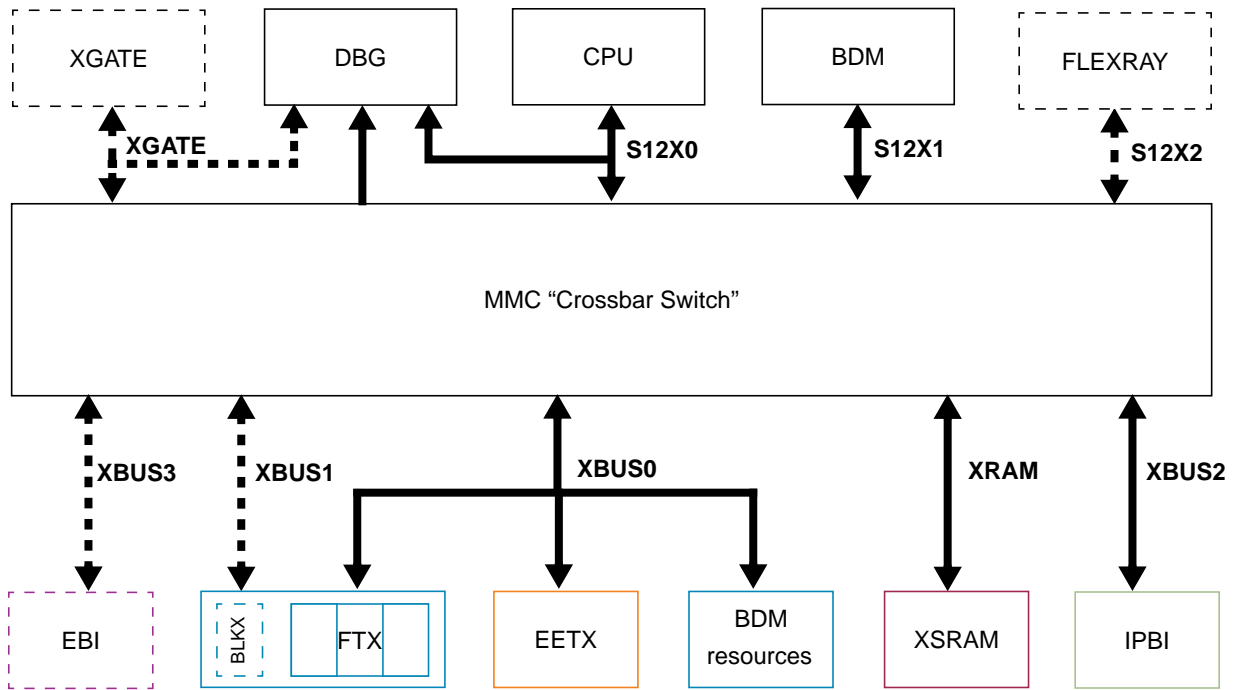 XGATE
DBG
CPU
BDM
FLEXRAY
XGATE
S12X0
S12X1
S12X2
MMC “Crossbar Switch”
XBUS3
XBUS1
XBUS0
XRAM
XBUS2
EBI
BLKX
FTX
EETX
BDM
resources
XSRAM
IPBI